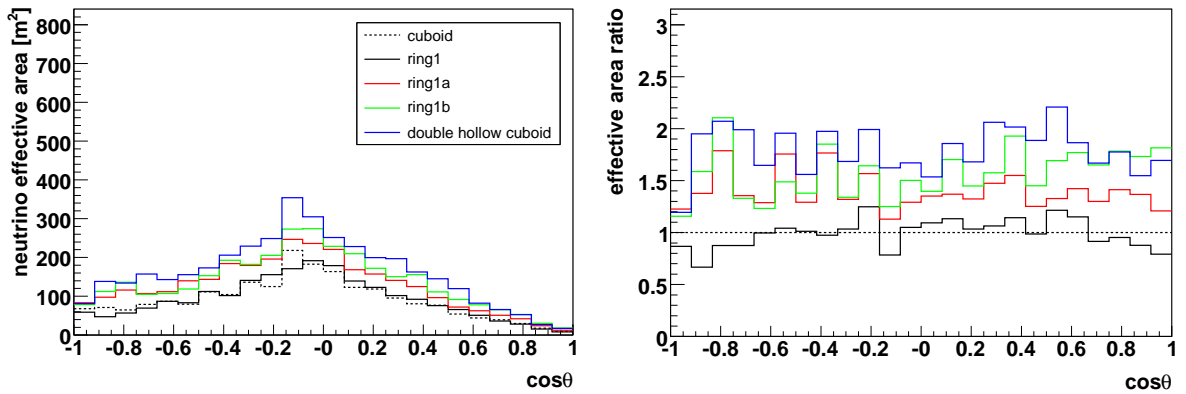 neutrino effective area [m²]
800
700
600
500
400
300
200
100
0
-1 -0.8 -0.6 -0.4 -0.2 -0 0.2 0.4 0.6 0.8 1
cosθ
cuboid
ring1
ring1a
ring1b
double hollow cuboid
effective area ratio
3
2.5
2
1.5
1
0.5
0
-1 -0.8 -0.6 -0.4 -0.2 -0 0.2 0.4 0.6 0.8 1
cosθ